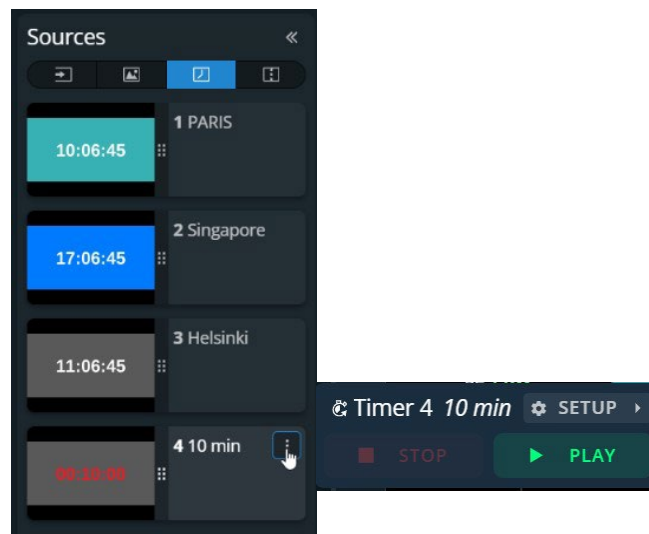 Sources
1 PARIS
10:06:45
2 Singapore
17:06:45
3 Helsinki
11:06:45
4 10 min
00:10:00
Timer 4 10 min SETUP
STOP PLAY